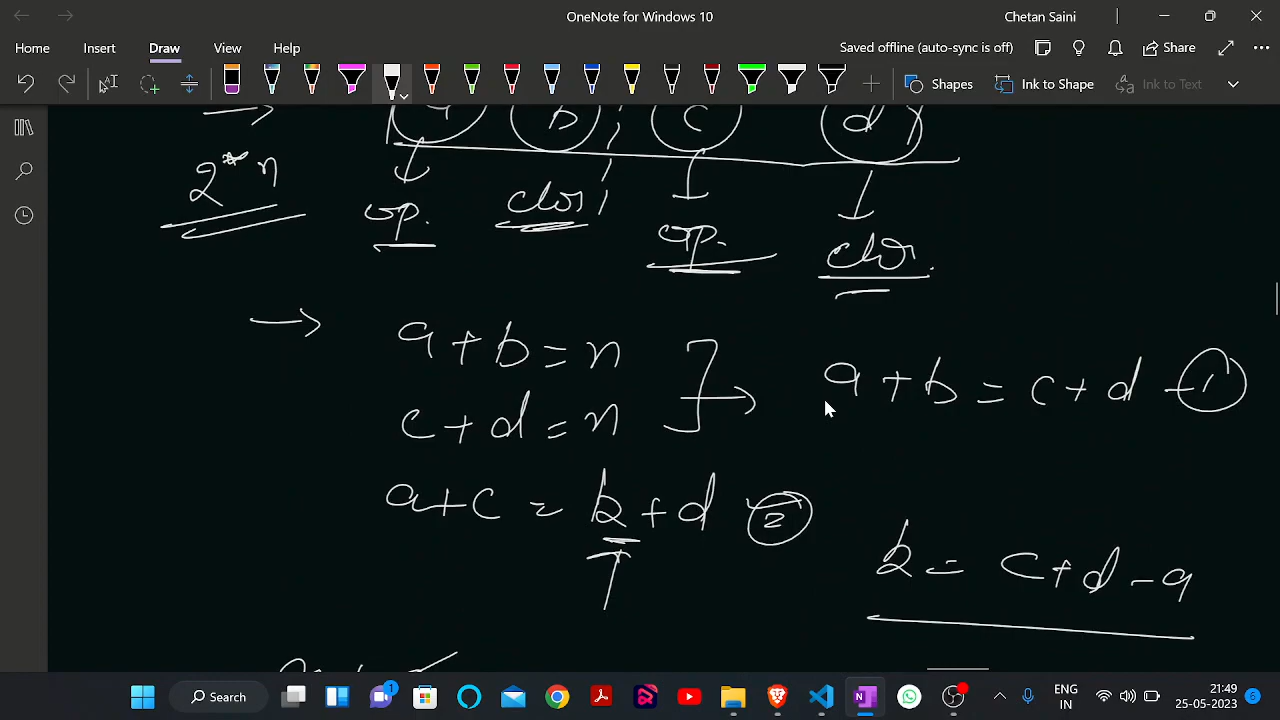 OneNote for Windows 10
Chetan Saini
Home Insert Draw View Help
Saved offline (auto-sync is off)
Share
Shapes
Ink to Shape
Ink to Text
a b c d
2* n
op. clos op. clos.
a+b=n
c+d=n
a+b=c+d-①
a+c=b+d ②
b=c+d-a
Search
ENG
IN
21:49
25-05-2023